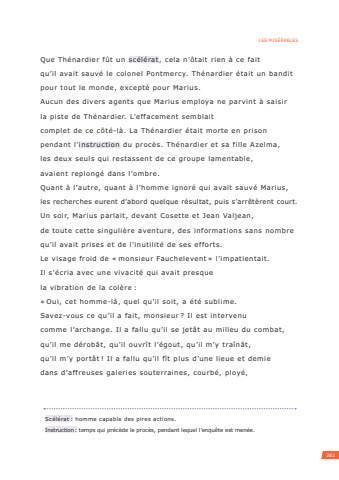 LES MISÉRABLES
Que Thénardier fût un scélérat, cela n’ôtait rien à ce fait
qu’il avait sauvé le colonel Pontmercy. Thénardier était un bandit
pour tout le monde, excepté pour Marius.
Aucun des divers agents que Marius employa ne parvint à saisir
la piste de Thénardier. L’effacement semblait
complet de ce côté-là. La Thénardier était morte en prison
pendant l’instruction du procès. Thénardier et sa fille Azelma,
les deux seuls qui restassent de ce groupe lamentable,
avaient replongé dans l’ombre.
Quant à l’autre, quant à l’homme ignoré qui avait sauvé Marius,
les recherches eurent d’abord quelque résultat, puis s’arrêtèrent court.
Un soir, Marius parlait, devant Cosette et Jean Valjean,
de toute cette singulière aventure, des informations sans nombre
qu’il avait prises et de l’inutilité de ses efforts.
Le visage froid de « monsieur Fauchelevent » l’impatientait.
Il s’écria avec une vivacité qui avait presque
la vibration de la colère :
« Oui, cet homme-là, quel qu’il soit, a été sublime.
Savez-vous ce qu’il a fait, monsieur ? Il est intervenu
comme l’archange. Il a fallu qu’il se jetât au milieu du combat,
qu’il me dérobât, qu’il ouvrît l’égout, qu’il m’y traînât,
qu’il m’y portât ! Il a fallu qu’il fît plus d’une lieue et demie
dans d’affreuses galeries souterraines, courbé, ployé,
Scélérat : homme capable des pires actions.
Instruction : temps qui précède le procès, pendant lequel l’enquête est menée.
283